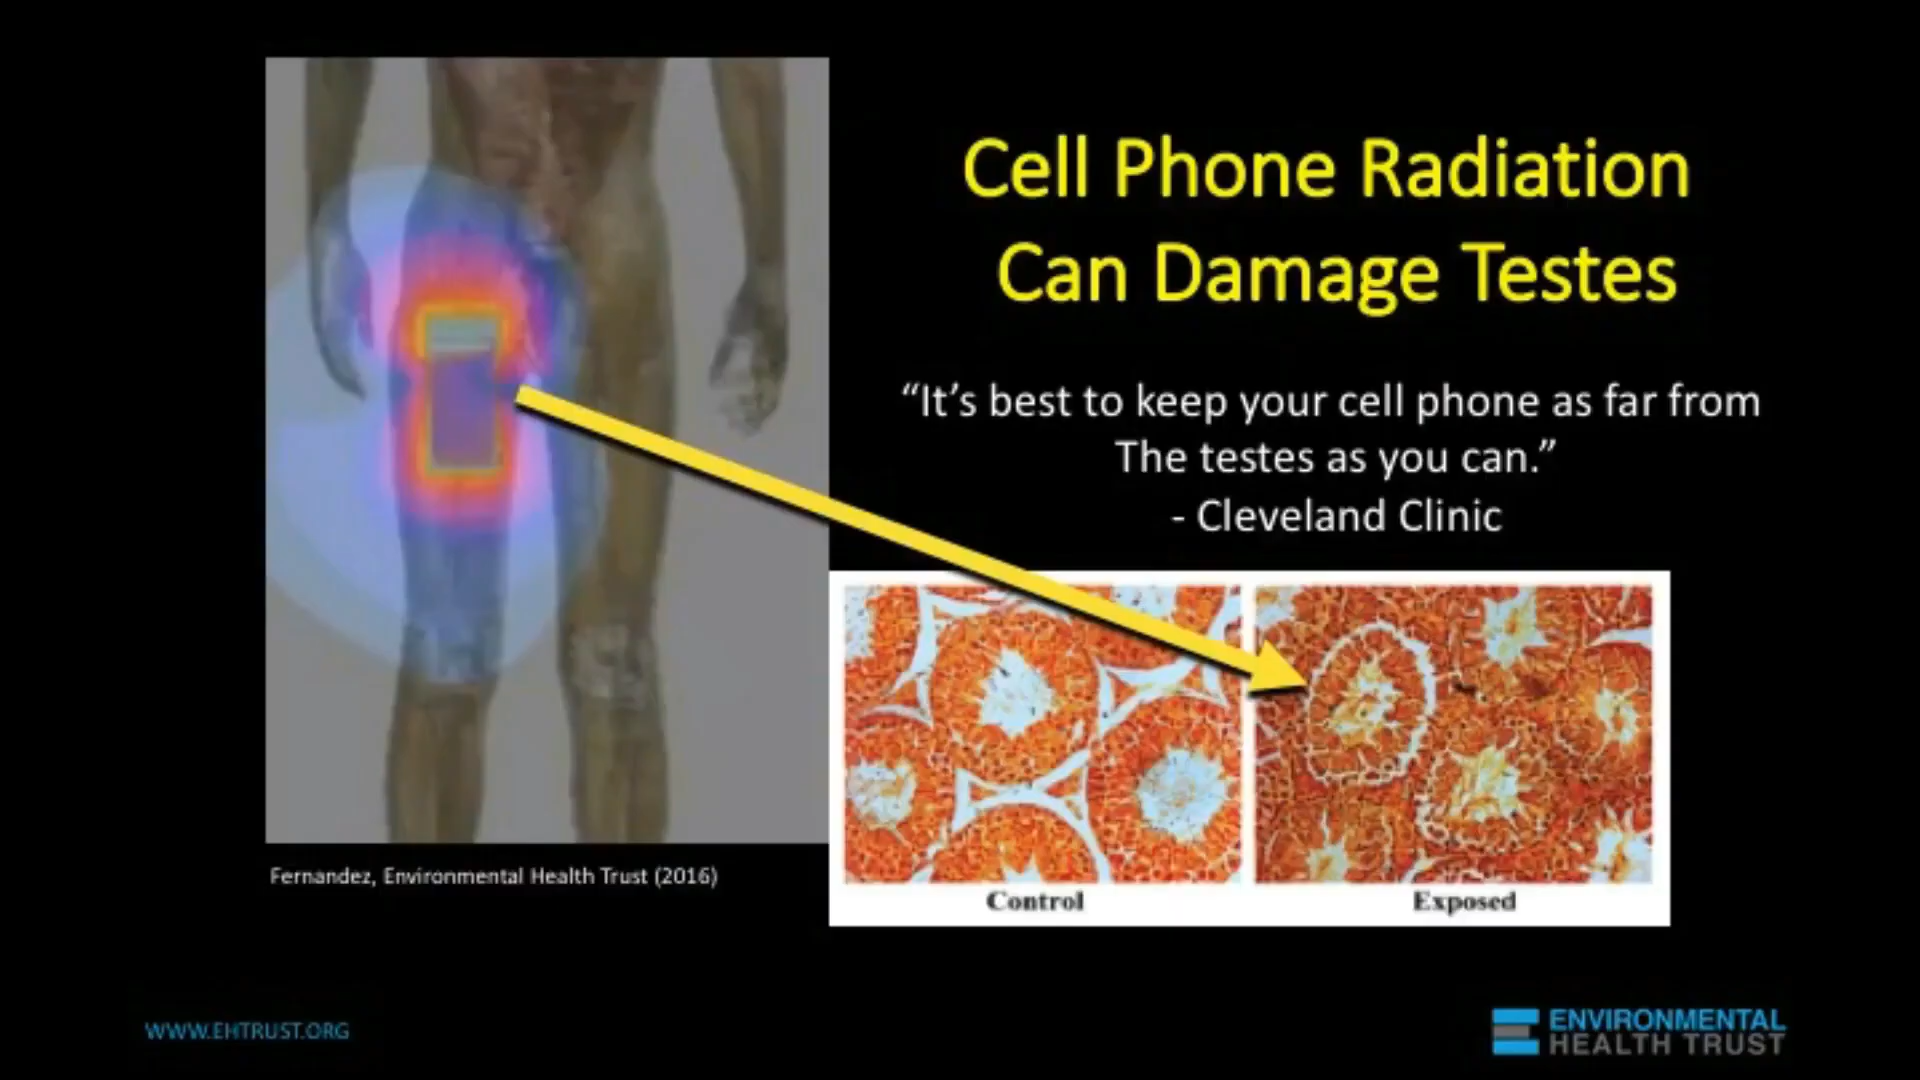 Cell Phone Radiation
Can Damage Testes
“It’s best to keep your cell phone as far from
The testes as you can.”
- Cleveland Clinic
Control
Exposed
Fernandez, Environmental Health Trust (2016)
WWW.EHTRUST.ORG
ENVIRONMENTAL
HEALTH TRUST